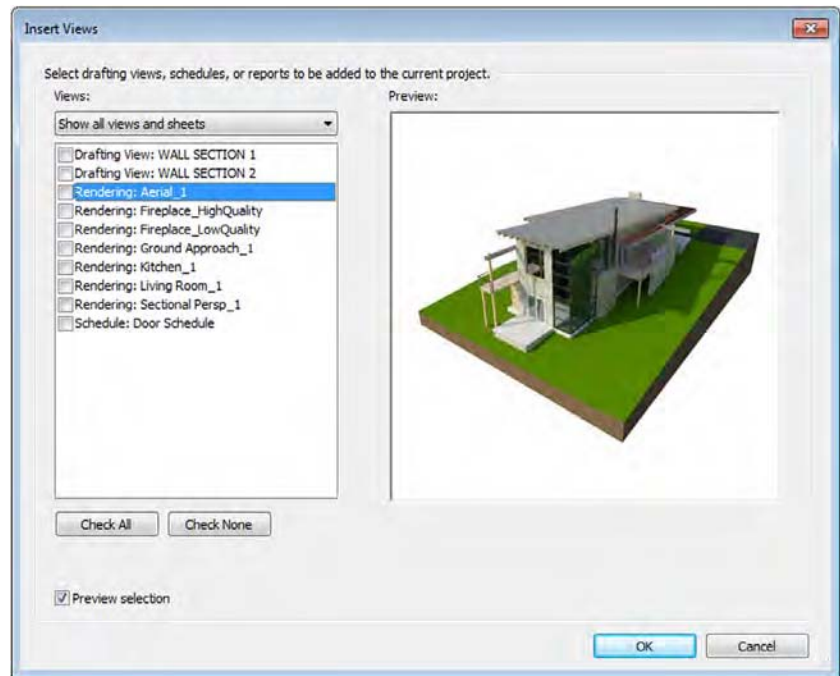 Insert Views
Select drafting views, schedules, or reports to be added to the current project.
Views:
Show all views and sheets
Drafting View: WALL SECTION 1
Drafting View: WALL SECTION 2
Rendering: Aerial_1
Rendering: Fireplace_HighQuality
Rendering: Fireplace_LowQuality
Rendering: Ground Approach_1
Rendering: Kitchen_1
Rendering: Living Room_1
Rendering: Sectional Persp_1
Schedule: Door Schedule
Check All
Check None
Preview selection
Preview:
OK
Cancel